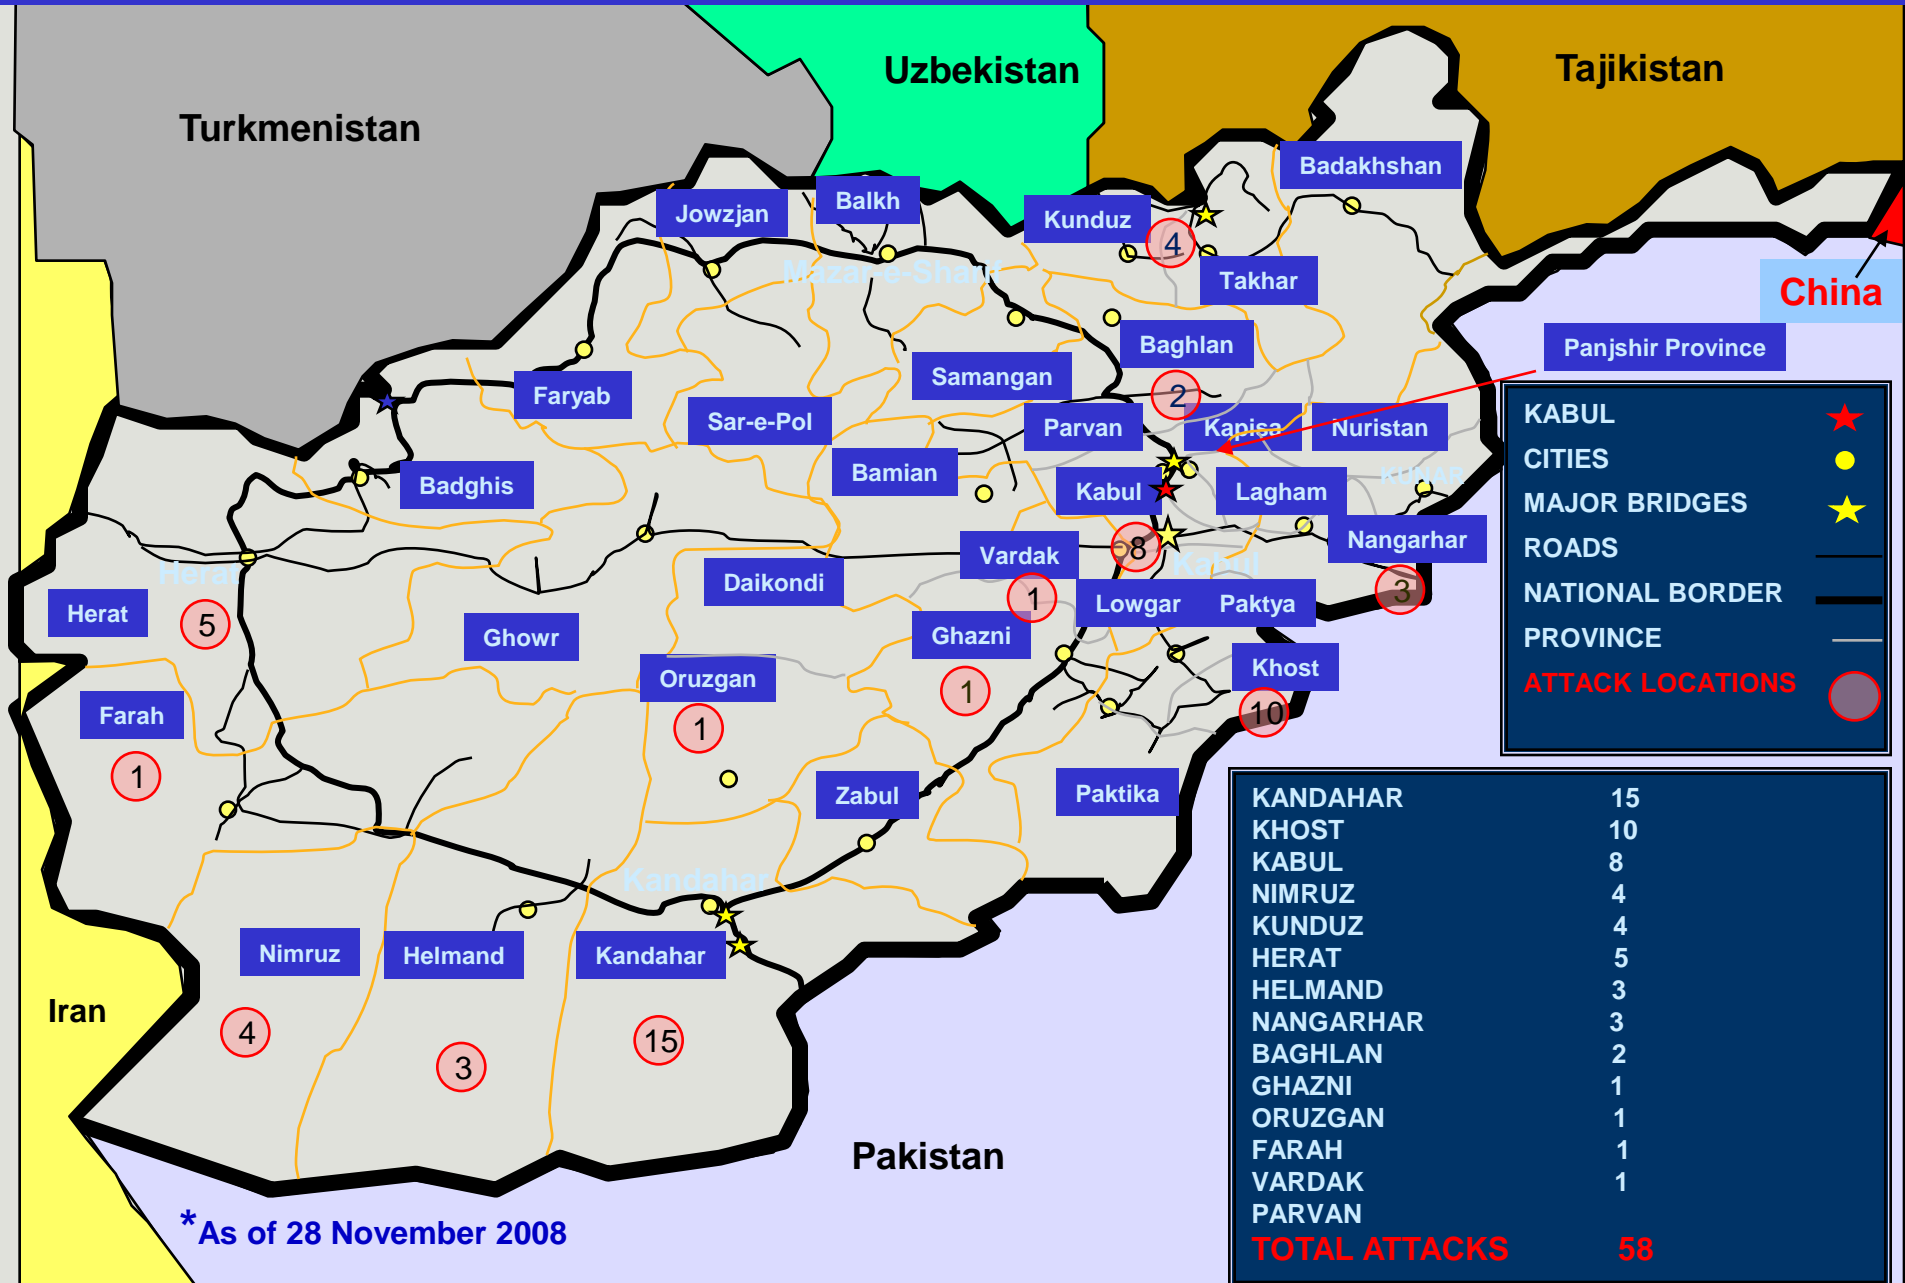 Uzbekistan
Tajikistan
Turkmenistan
Badakhshan
Balkh
Jowzjan
Kunduz
4
Mazar-e-Sharif
Takhar
China
Baghlan
Panjshir Province
Samangan
Faryab
2
Sar-e-Pol
Parvan
Kapisa
Nuristan
Bamian
KUNAR
Badghis
Kabul
Lagham
Nangarhar
8
Vardak
Kabul
Herat
Daikondi
3
1
Lowgar
Paktya
Herat
5
Ghowr
Ghazni
Khost
Oruzgan
1
Farah
10
1
1
Zabul
Paktika
Kandahar
Nimruz
Helmand
Kandahar
Iran
4
15
3
Pakistan
*As of 28 November 2008
KABUL
CITIES
MAJOR BRIDGES
ROADS
NATIONAL BORDER
PROVINCE
ATTACK LOCATIONS
KANDAHAR 15
KHOST 10
KABUL 8
NIMRUZ 4
KUNDUZ 4
HERAT 5
HELMAND 3
NANGARHAR 3
BAGHLAN 2
GHAZNI 1
ORUZGAN 1
FARAH 1
VARDAK 1
PARVAN
TOTAL ATTACKS 58